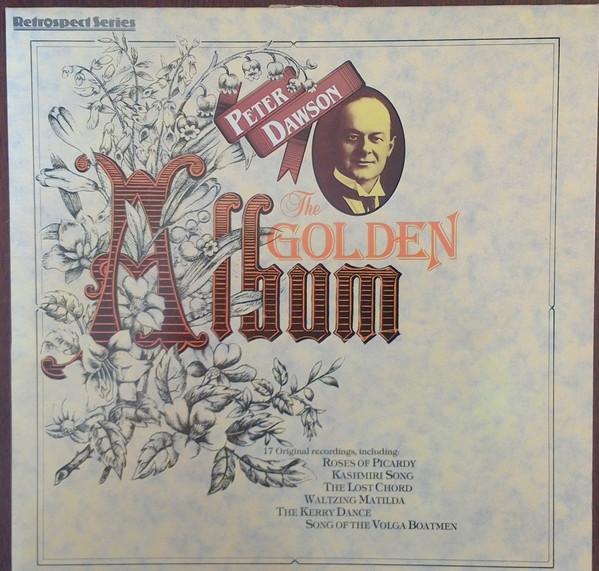 Retrospect Series
PETER
DAWSON
The
GOLDEN
Album
17 Original recordings, including:
ROSES OF PICARDY
KASHMIRI SONG
THE LOST CHORD
WALTZING MATILDA
THE KERRY DANCE
SONG OF THE VOLGA BOATMEN